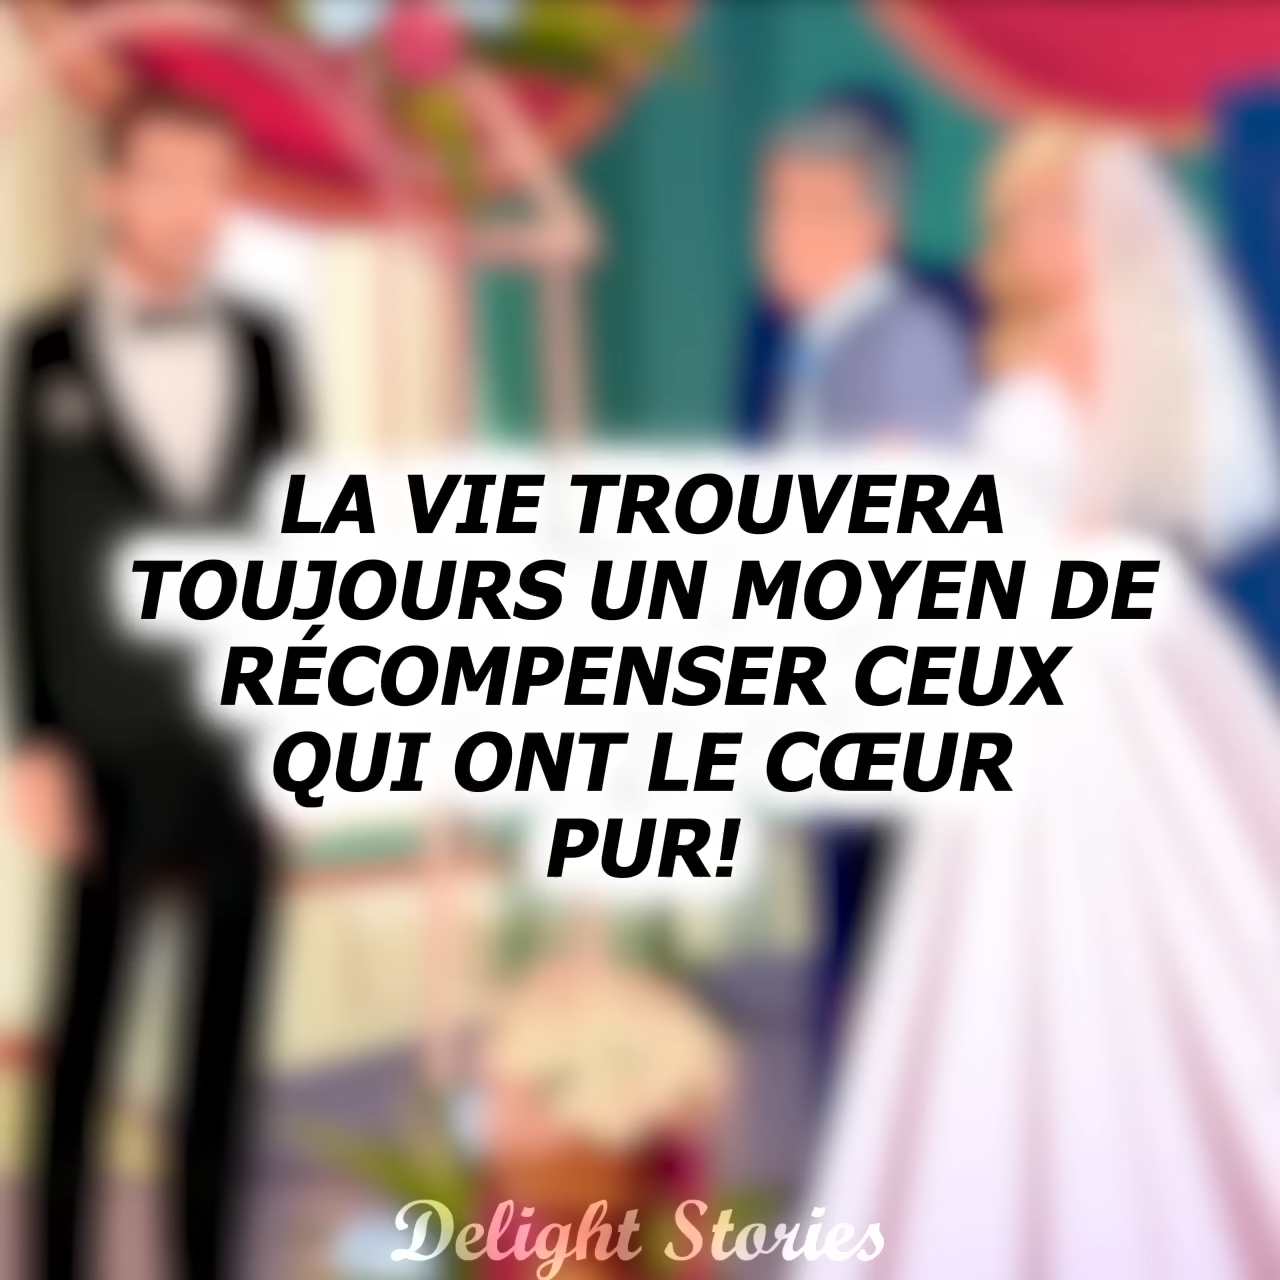 LA VIE TROUVERA
TOUJOURS UN MOYEN DE
RÉCOMPENSER CEUX
QUI ONT LE CŒUR
PUR!
Delight Stories